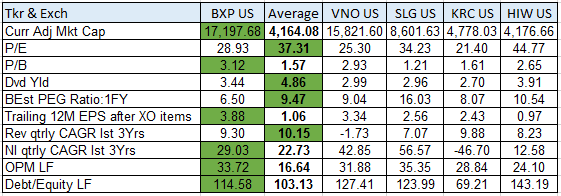 Tkr & Exch BXP US Average VNO US SLG US KRC US HIW US
Curr Adj Mkt Cap 17,197.68 4,164.08 15,821.60 8,601.63 4,778.03 4,176.66
P/E 28.93 37.31 25.30 34.23 21.40 44.77
P/B 3.12 1.57 2.93 1.21 1.61 2.65
Dvd Yld 3.44 4.86 2.99 2.96 2.70 3.91
BEst PEG Ratio:1FY 6.50 9.47 9.04 16.03 8.07 10.54
Trailing 12M EPS after XO items 3.88 1.06 3.34 2.56 2.43 0.97
Rev qtrly CAGR lst 3Yrs 9.30 10.15 -1.73 7.07 9.88 8.23
NI qtrly CAGR lst 3Yrs 29.03 22.73 42.85 56.57 -46.70 12.58
OPM LF 33.72 16.64 31.88 35.35 28.84 24.10
Debt/Equity LF 114.58 103.13 127.41 123.99 69.21 143.19